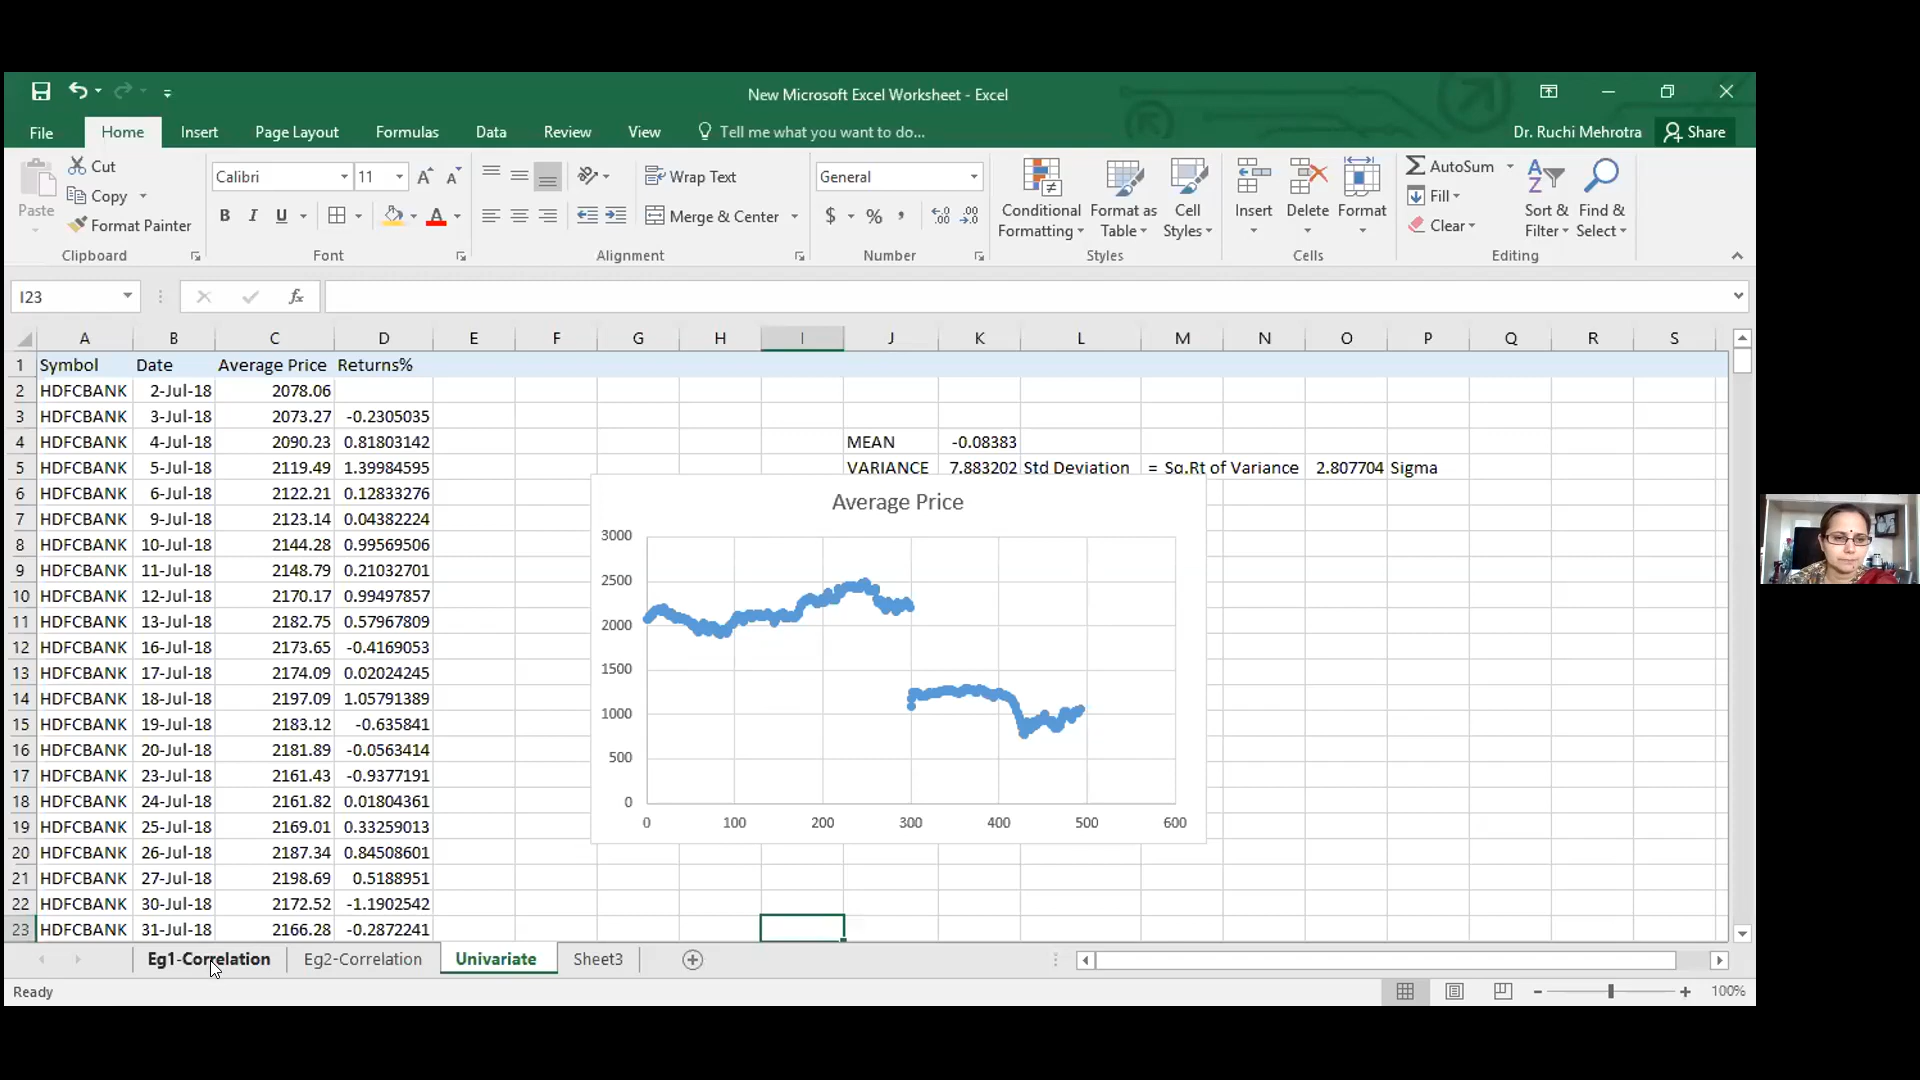 New Microsoft Excel Worksheet - Excel
File Home Insert Page Layout Formulas Data Review View Tell me what you want to do... Dr. Ruchi Mehrotra Share
Paste Cut Copy Format Painter Clipboard
Calibri 11 B I U A Font
Wrap Text Merge & Center Alignment
General $ % , Number
Conditional Formatting Format as Table Cell Styles Styles
Insert Delete Format Cells
AutoSum Fill Clear Sort & Filter Find & Select Editing
I23 fx
A B C D E F G H I J K L M N O P Q R S
1 Symbol Date Average Price Returns%
2 HDFCBANK 2-Jul-18 2078.06
3 HDFCBANK 3-Jul-18 2073.27 -0.2305035
4 HDFCBANK 4-Jul-18 2090.23 0.81803142 MEAN -0.08383
5 HDFCBANK 5-Jul-18 2119.49 1.39984595 VARIANCE 7.883202 Std Deviation = Sq.Rt of Variance 2.807704 Sigma
6 HDFCBANK 6-Jul-18 2122.21 0.12833276
7 HDFCBANK 9-Jul-18 2123.14 0.04382224
8 HDFCBANK 10-Jul-18 2144.28 0.99569506
9 HDFCBANK 11-Jul-18 2148.79 0.21032701
10 HDFCBANK 12-Jul-18 2170.17 0.99497857
11 HDFCBANK 13-Jul-18 2182.75 0.57967809
12 HDFCBANK 16-Jul-18 2173.65 -0.4169053
13 HDFCBANK 17-Jul-18 2174.09 0.02024245
14 HDFCBANK 18-Jul-18 2197.09 1.05791389
15 HDFCBANK 19-Jul-18 2183.12 -0.635841
16 HDFCBANK 20-Jul-18 2181.89 -0.0563414
17 HDFCBANK 23-Jul-18 2161.43 -0.9377191
18 HDFCBANK 24-Jul-18 2161.82 0.01804361
19 HDFCBANK 25-Jul-18 2169.01 0.33259013
20 HDFCBANK 26-Jul-18 2187.34 0.84508601
21 HDFCBANK 27-Jul-18 2198.69 0.5188951
22 HDFCBANK 30-Jul-18 2172.52 -1.1902542
23 HDFCBANK 31-Jul-18 2166.28 -0.2872241
Average Price
3000
2500
2000
1500
1000
500
0
0 100 200 300 400 500 600
Eg1-Correlation Eg2-Correlation Univariate Sheet3
Ready 100%